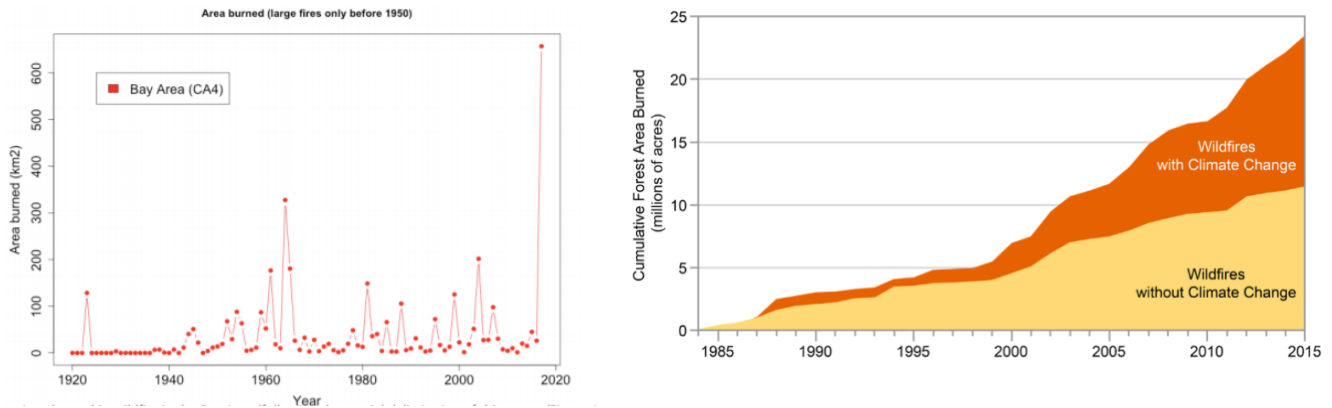 Area burned (large fires only before 1950)
Area burned (km2)
600
500
400
300
200
100
0
Bay Area (CA4)
1920
1940
1960
1980
2000
2020
Year
Cumulative Forest Area Burned
(millions of acres)
25
20
15
10
5
0
Wildfires
with Climate Change
Wildfires
without Climate Change
1985
1990
1995
2000
2005
2010
2015